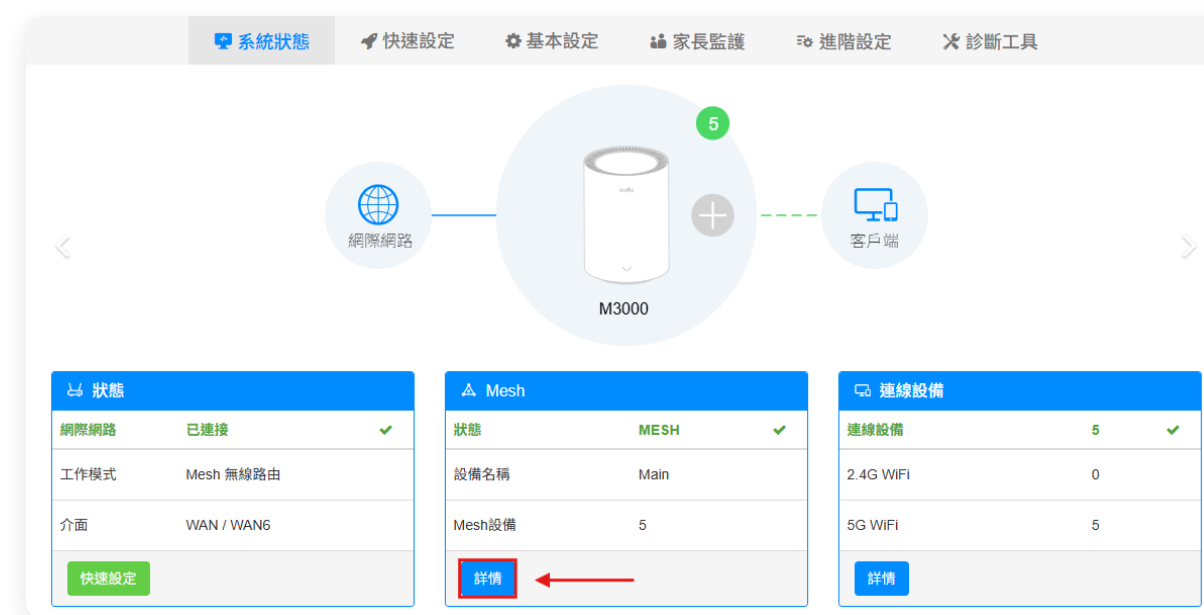 系統狀態 快速設定 基本設定 家長監護 進階設定 診斷工具
5
cudy
網際網路
客戶端
M3000
狀態
網際網路 已連接
工作模式 Mesh 無線路由
介面 WAN / WAN6
快速設定
Mesh
狀態 MESH
設備名稱 Main
Mesh設備 5
詳情
連線設備
連線設備 5
2.4G WiFi 0
5G WiFi 5
詳情